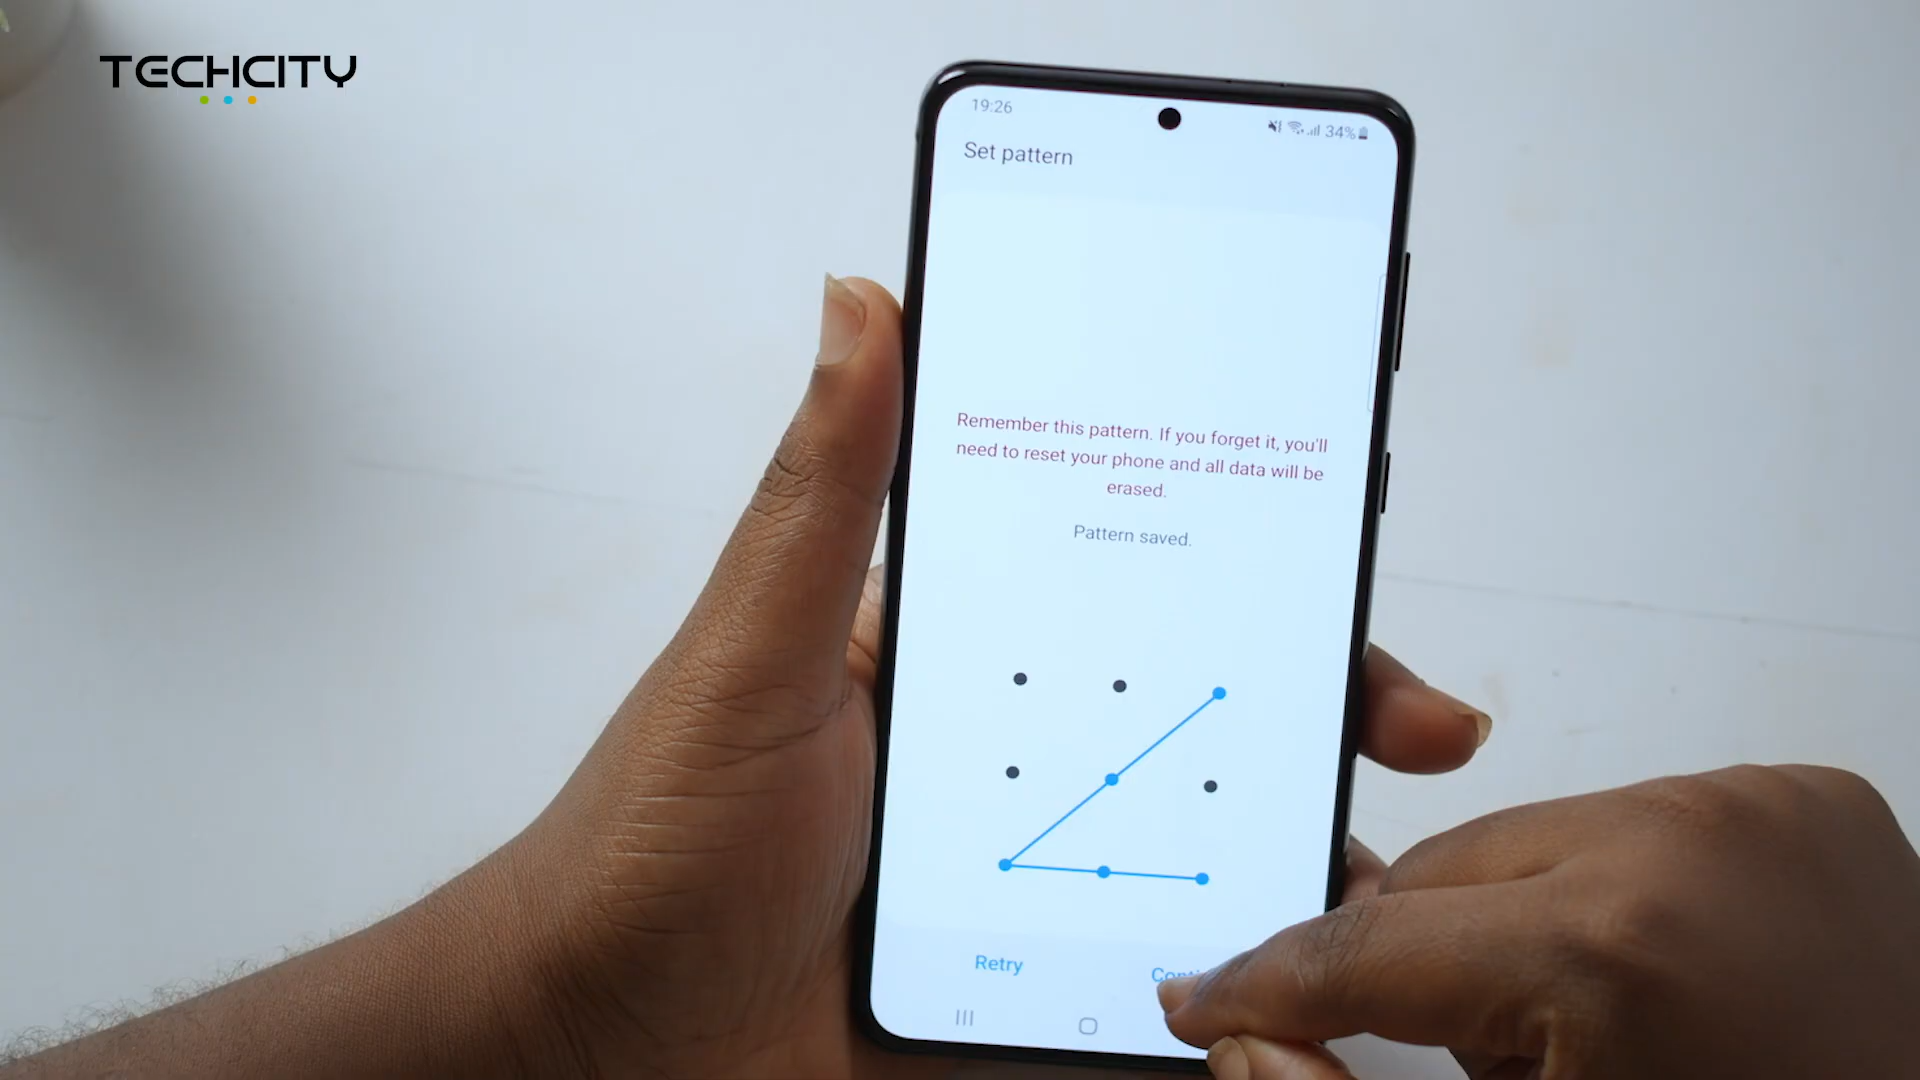 TECHCITY
19:26
34%
Set pattern
Remember this pattern. If you forget it, you'll
need to reset your phone and all data will be
erased.
Pattern saved.
Retry